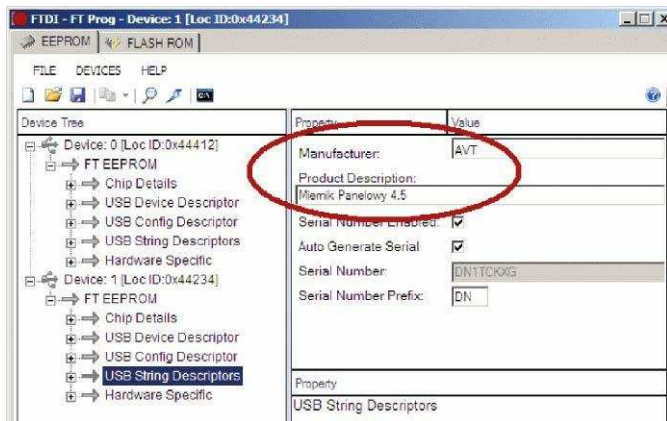 FTDI - FT Prog - Device: 1 [Loc ID:0x44234]
EEPROM FLASH ROM
FILE DEVICES HELP
Device Tree
Device: 0 [Loc ID:0x44412]
FT EEPROM
Chip Details
USB Device Descriptor
USB Config Descriptor
USB String Descriptors
Hardware Specific
Device: 1 [Loc ID:0x44234]
FT EEPROM
Chip Details
USB Device Descriptor
USB Config Descriptor
USB String Descriptors
Hardware Specific
Property Value
Manufacturer: AVT
Product Description:
Miernik Panelowy 4.5
Serial Number Enabled:
Auto Generate Serial
Serial Number: DN1TCKXG
Serial Number Prefix: DN
Property
USB String Descriptors